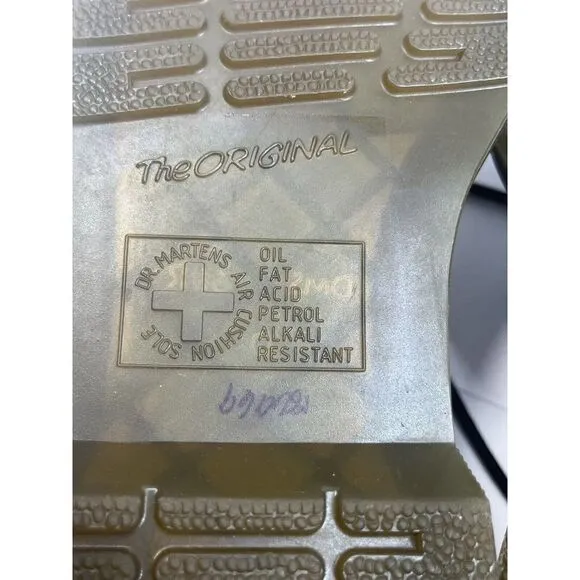 The ORIGINAL
DR. MARTENS AIR CUSHION SOLE
OIL
FAT
ACID
PETROL
ALKALI
RESISTANT